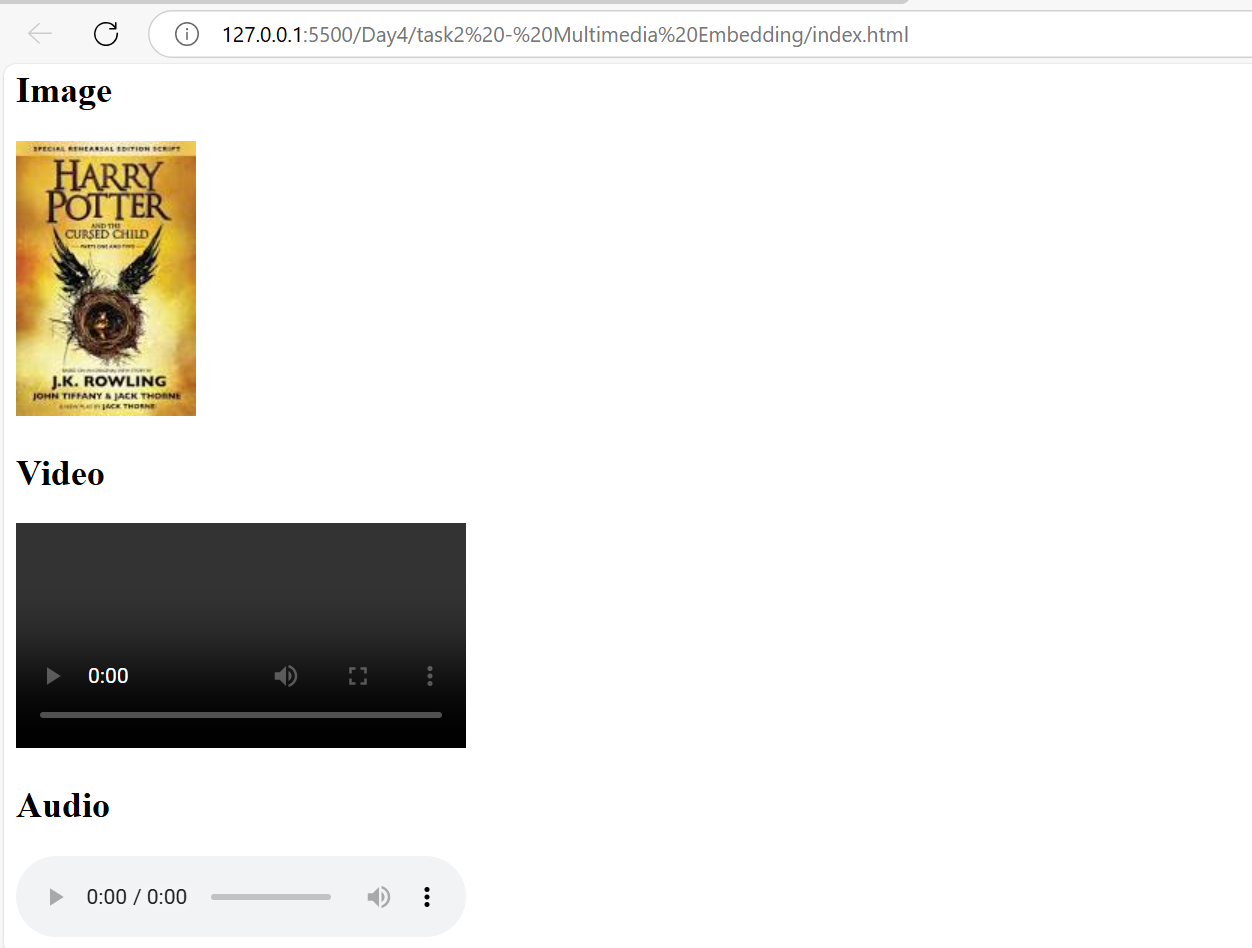 127.0.0.1:5500/Day4/task2%20-%20Multimedia%20Embedding/index.html
Image
SPECIAL REHEARSAL EDITION SCRIPT
HARRY
POTTER
AND THE
CURSED CHILD
PARTS ONE AND TWO
BASED ON AN ORIGINAL NEW STORY BY
J.K. ROWLING
JOHN TIFFANY & JACK THORNE
A NEW PLAY BY JACK THORNE
Video
0:00
Audio
0:00 / 0:00